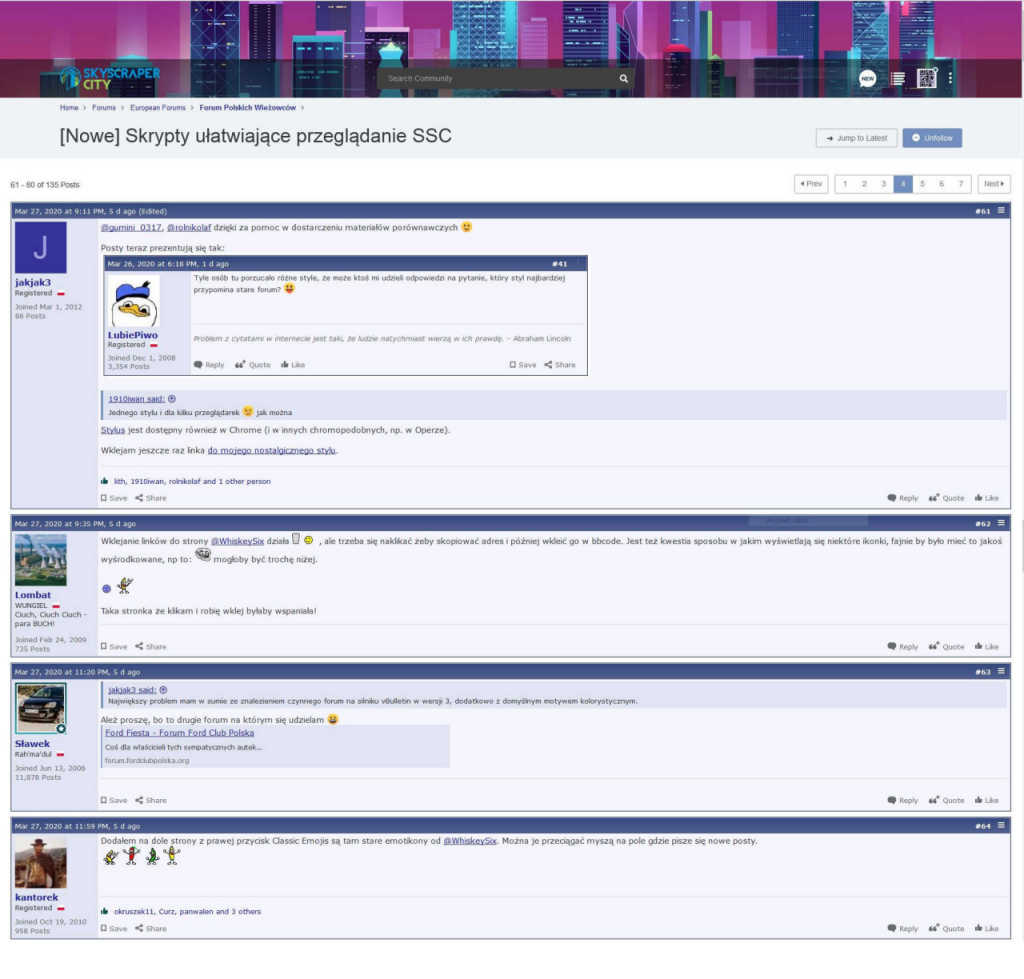 SKYSCRAPER
CITY
Search Community
NEW
Home > Forums > European Forums > Forum Polskich Wieżowców >
[Nowe] Skrypty ułatwiające przeglądanie SSC
Jump to Latest
Unfollow
61 – 80 of 135 Posts
Prev 1 2 3 4 5 6 7 Next
Mar 27, 2020 at 9:11 PM, 5 d ago (Edited) #61
J
jakjak3
Registered
Joined Mar 1, 2012
66 Posts
@gumini_0317, @rolnikolaf dzięki za pomoc w dostarczeniu materiałów porównawczych
Posty teraz prezentują się tak:
Mar 26, 2020 at 6:16 PM, 1 d ago #41
LubiePiwo
Registered
Joined Dec 1, 2008
3,354 Posts
Tyle osób tu porzucało różne style, że może ktoś mi udzieli odpowiedzi na pytanie, który styl najbardziej
przypomina stare forum?
Problem z cytatami w internecie jest taki, że ludzie natychmiast wierzą w ich prawdę. – Abraham Lincoln
Reply Quote Like Save Share
1910iwan said:
Jednego stylu i dla kilku przeglądarek jak można
Stylus jest dostępny również w Chrome (i w innych chromopodobnych, np. w Operze).
Wklejam jeszcze raz linka do mojego nostalgicznego stylu.
lith, 1910iwan, rolnikolaf and 1 other person
Save Share Reply Quote Like
Mar 27, 2020 at 9:35 PM, 5 d ago #62
Lombat
WUNGIEL
Ciuch, Ciuch Ciuch -
para BUCH!
Joined Feb 24, 2009
735 Posts
Wklejanie linków do strony @WhiskeySix działa , ale trzeba się naklikać żeby skopiować adres i później wkleić go w bbcode. Jest też kwestia sposobu w jakim wyświetlają się niektóre ikonki, fajnie by było mieć to jakoś
wyśrodkowane, np to: mogłoby być trochę niżej.
Taka stronka że klikam i robię wklej byłaby wspaniała!
Save Share Reply Quote Like
Mar 27, 2020 at 11:20 PM, 5 d ago #63
Sławek
Rah'ma'dul
Joined Jun 13, 2006
11,878 Posts
jakjak3 said:
Największy problem mam w sumie ze znalezieniem czynnego forum na silniku vBulletin w wersji 3, dodatkowo z domyślnym motywem kolorystycznym.
Ależ proszę, bo to drugie forum na którym się udzielam
Ford Fiesta - Forum Ford Club Polska
Coś dla właścicieli tych sympatycznych autek...
forum.fordclubpolska.org
Save Share Reply Quote Like
Mar 27, 2020 at 11:59 PM, 5 d ago #64
kantorek
Registered
Joined Oct 19, 2010
958 Posts
Dodałem na dole strony z prawej przycisk Classic Emojis są tam stare emotikony od @WhiskeySix. Można je przeciągać myszą na pole gdzie pisze się nowe posty.
okruszek11, Curz, panwalen and 3 others
Save Share Reply Quote Like